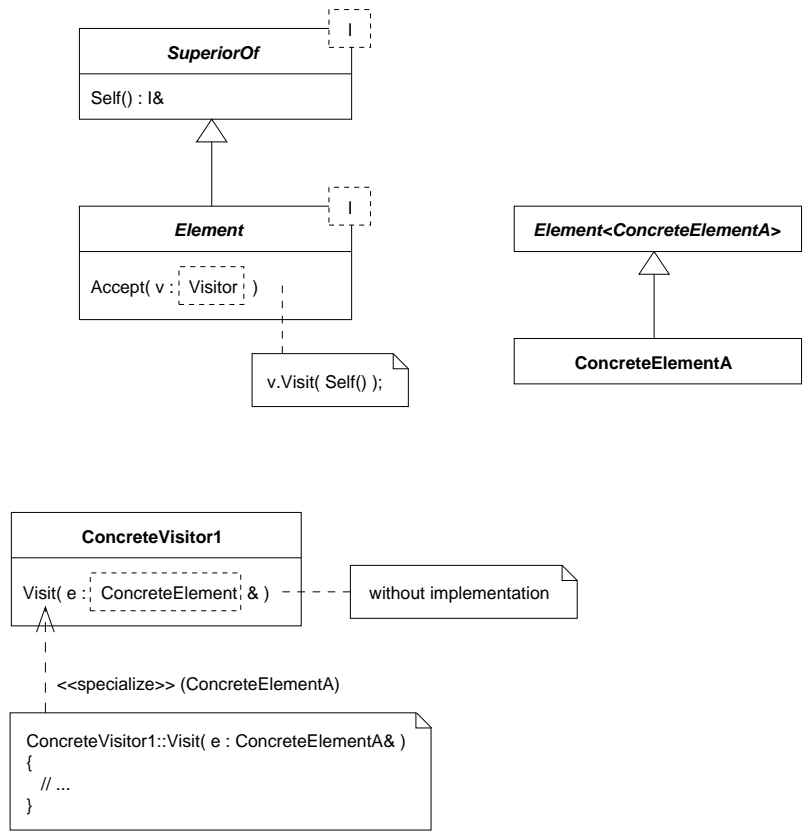 I
SuperiorOf
Self() : I&
I
Element
Accept( v : Visitor )
v.Visit( Self() );
Element<ConcreteElementA>
ConcreteElementA
ConcreteVisitor1
Visit( e : ConcreteElement & )
without implementation
<<specialize>> (ConcreteElementA)
ConcreteVisitor1::Visit( e : ConcreteElementA& )
{
// ...
}